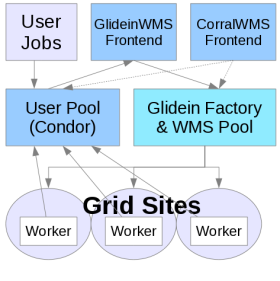 User
Jobs
GlideinWMS
Frontend
CorralWMS
Frontend
User Pool
(Condor)
Glidein Factory
& WMS Pool
Grid Sites
Worker
Worker
Worker